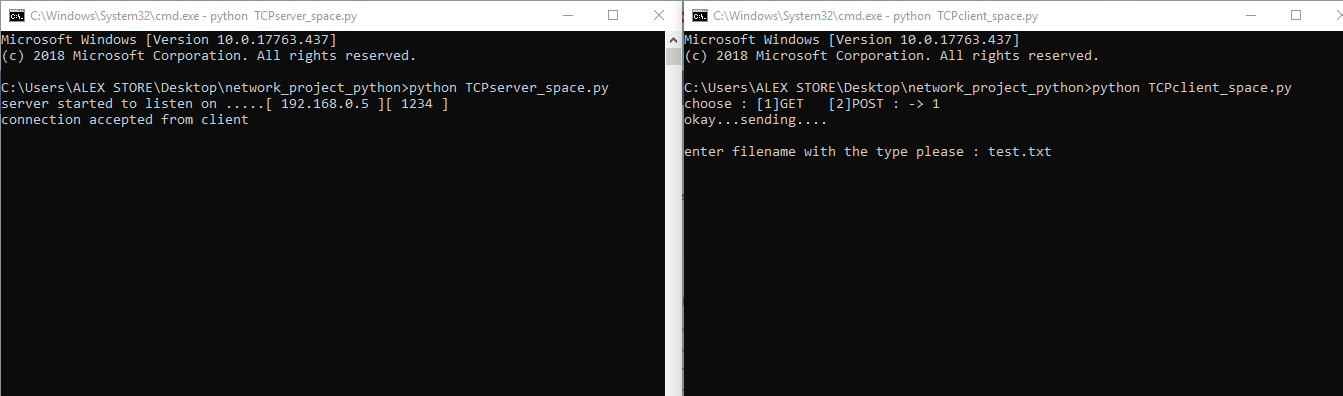 C:\Windows\System32\cmd.exe - python  TCPserver_space.py
Microsoft Windows [Version 10.0.17763.437]
(c) 2018 Microsoft Corporation. All rights reserved.
C:\Users\ALEX STORE\Desktop\network_project_python>python TCPserver_space.py
server started to listen on .....[ 192.168.0.5 ][ 1234 ]
connection accepted from client
C:\Windows\System32\cmd.exe - python  TCPclient_space.py
Microsoft Windows [Version 10.0.17763.437]
(c) 2018 Microsoft Corporation. All rights reserved.
C:\Users\ALEX STORE\Desktop\network_project_python>python TCPclient_space.py
choose : [1]GET   [2]POST : -> 1
okay...sending....
enter filename with the type please : test.txt